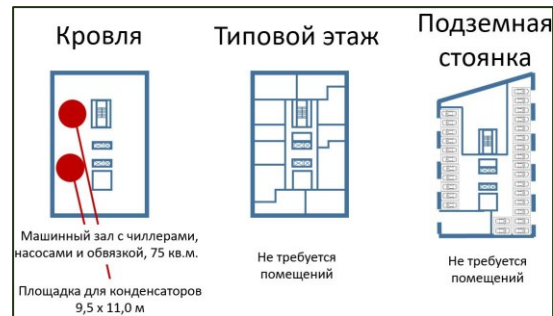 Кровля
Машинный зал с чиллерами,
насосами и обвязкой, 75 кв.м.
Площадка для конденсаторов
9,5 х 11,0 м
Типовой этаж
Не требуется
помещений
Подземная
стоянка
Не требуется
помещений